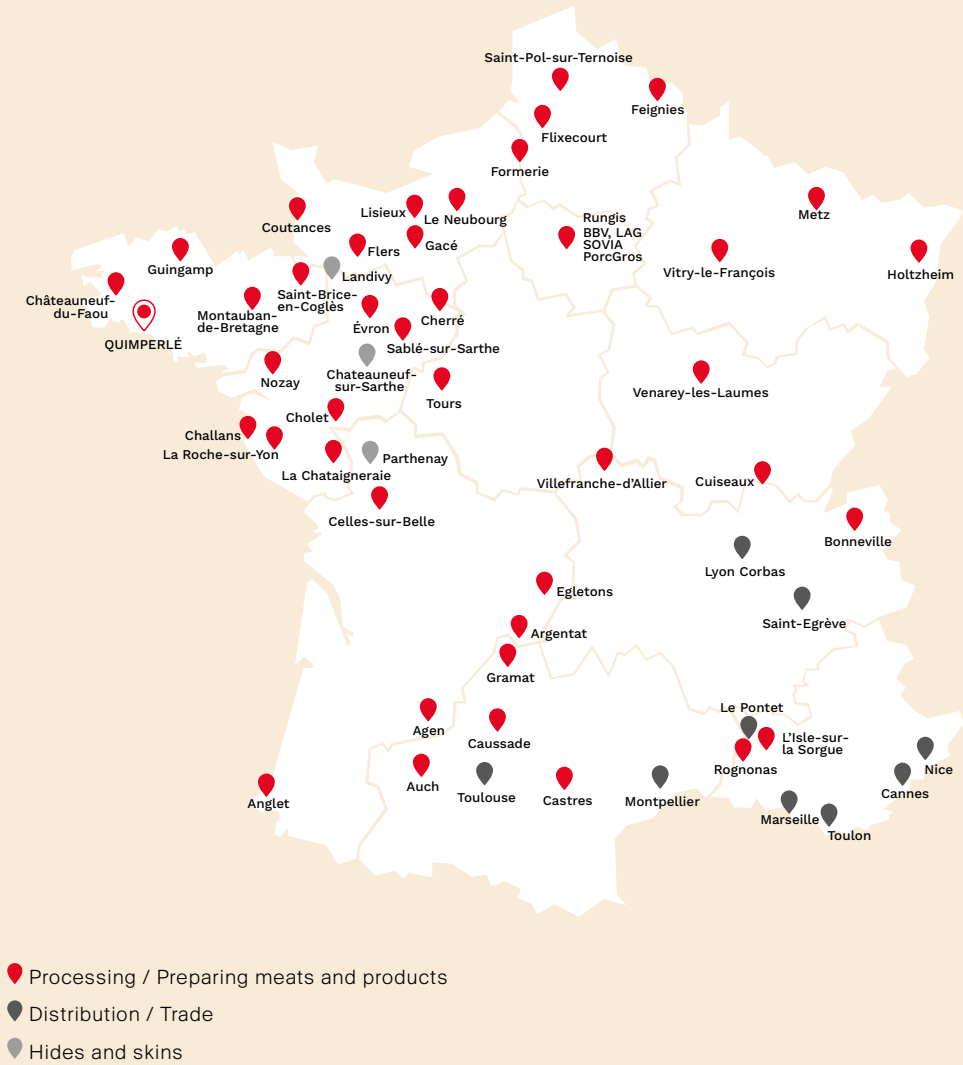 Saint-Pol-sur-Ternoise
Feignies
Flixecourt
Formerie
Metz
Lisieux
Le Neubourg
Coutances
Rungis
BBV, LAG
SOVIA
PorcGros
Gacé
Flers
Vitry-le-François
Holtzheim
Guingamp
Landivy
Châteauneuf-
du-Faou
Saint-Brice-
en-Coglès
Montauban-
de-Bretagne
Évron
Cherré
QUIMPERLÉ
Sablé-sur-Sarthe
Nozay
Chateauneuf-
sur-Sarthe
Tours
Venarey-les-Laumes
Cholet
Challans
La Roche-sur-Yon
Parthenay
La Chataigneraie
Villefranche-d'Allier
Cuiseaux
Celles-sur-Belle
Bonneville
Lyon Corbas
Egletons
Saint-Egrève
Argentat
Gramat
Le Pontet
Agen
Caussade
L'Isle-sur-
la Sorgue
Rognonas
Nice
Auch
Toulouse
Castres
Montpellier
Cannes
Anglet
Marseille
Toulon
Processing / Preparing meats and products
Distribution / Trade
Hides and skins